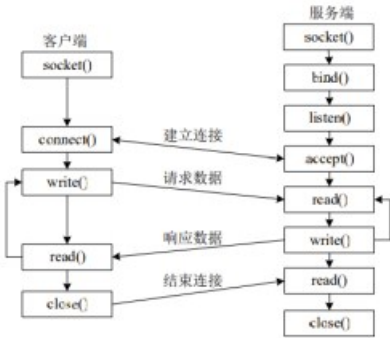 客户端
socket()
connect()
write()
read()
close()
建立连接
请求数据
响应数据
结束连接
服务端
socket()
bind()
listen()
accept()
read()
write()
read()
close()